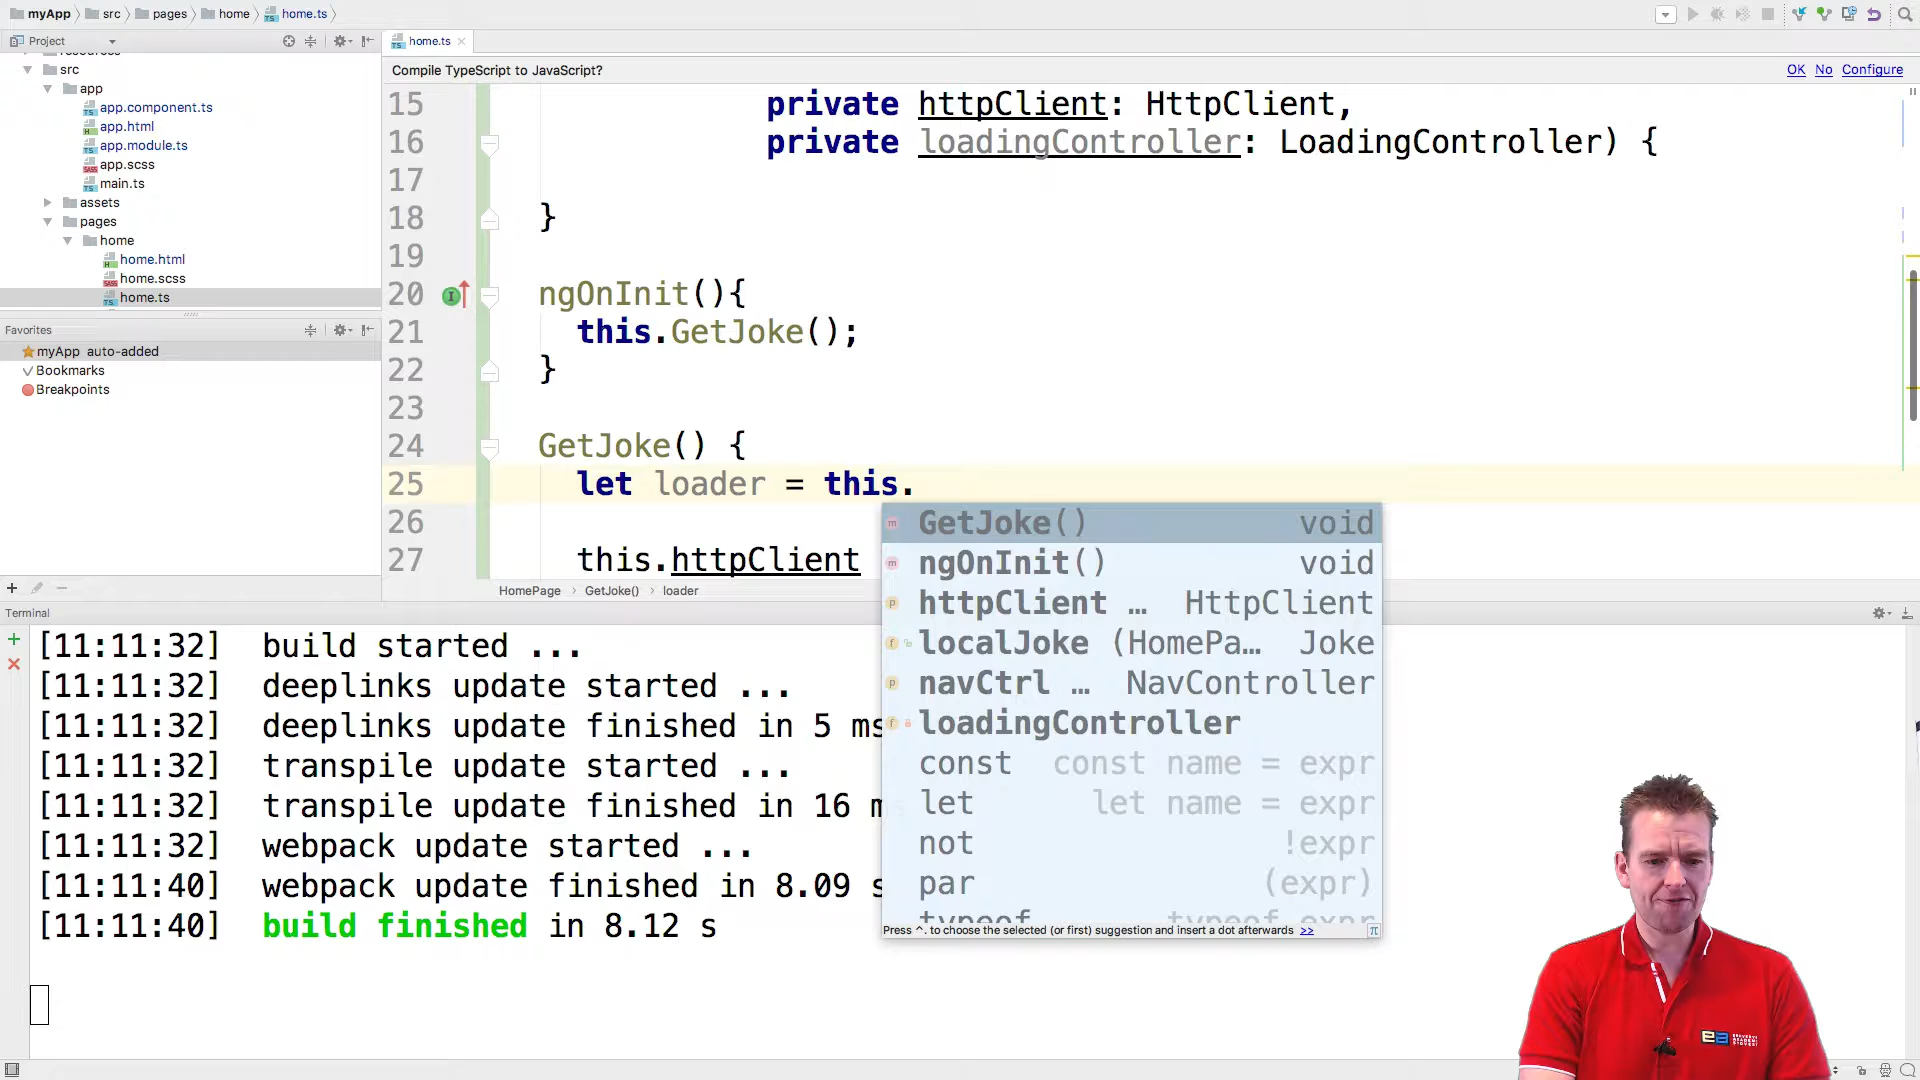 myApp src pages home home.ts
Project
home.ts
Compile TypeScript to JavaScript?
OK No Configure
src
app
app.component.ts
app.html
app.module.ts
app.scss
main.ts
assets
pages
home
home.html
home.scss
home.ts
Favorites
myApp auto-added
Bookmarks
Breakpoints
15 private httpClient: HttpClient,
16 private loadingController: LoadingController) {
17
18 }
19
20 ngOnInit(){
21 this.GetJoke();
22 }
23
24 GetJoke() {
25 let loader = this.
26
27 this.httpClient
GetJoke() void
ngOnInit() void
httpClient … HttpClient
localJoke (HomePa… Joke
navCtrl … NavController
loadingController
const const name = expr
let let name = expr
not !expr
par (expr)
typeof typeof expr
Press ^. to choose the selected (or first) suggestion and insert a dot afterwards >> π
HomePage GetJoke() loader
Terminal
[11:11:32] build started ...
[11:11:32] deeplinks update started ...
[11:11:32] deeplinks update finished in 5 ms
[11:11:32] transpile update started ...
[11:11:32] transpile update finished in 16 m
[11:11:32] webpack update started ...
[11:11:40] webpack update finished in 8.09 s
[11:11:40] build finished in 8.12 s